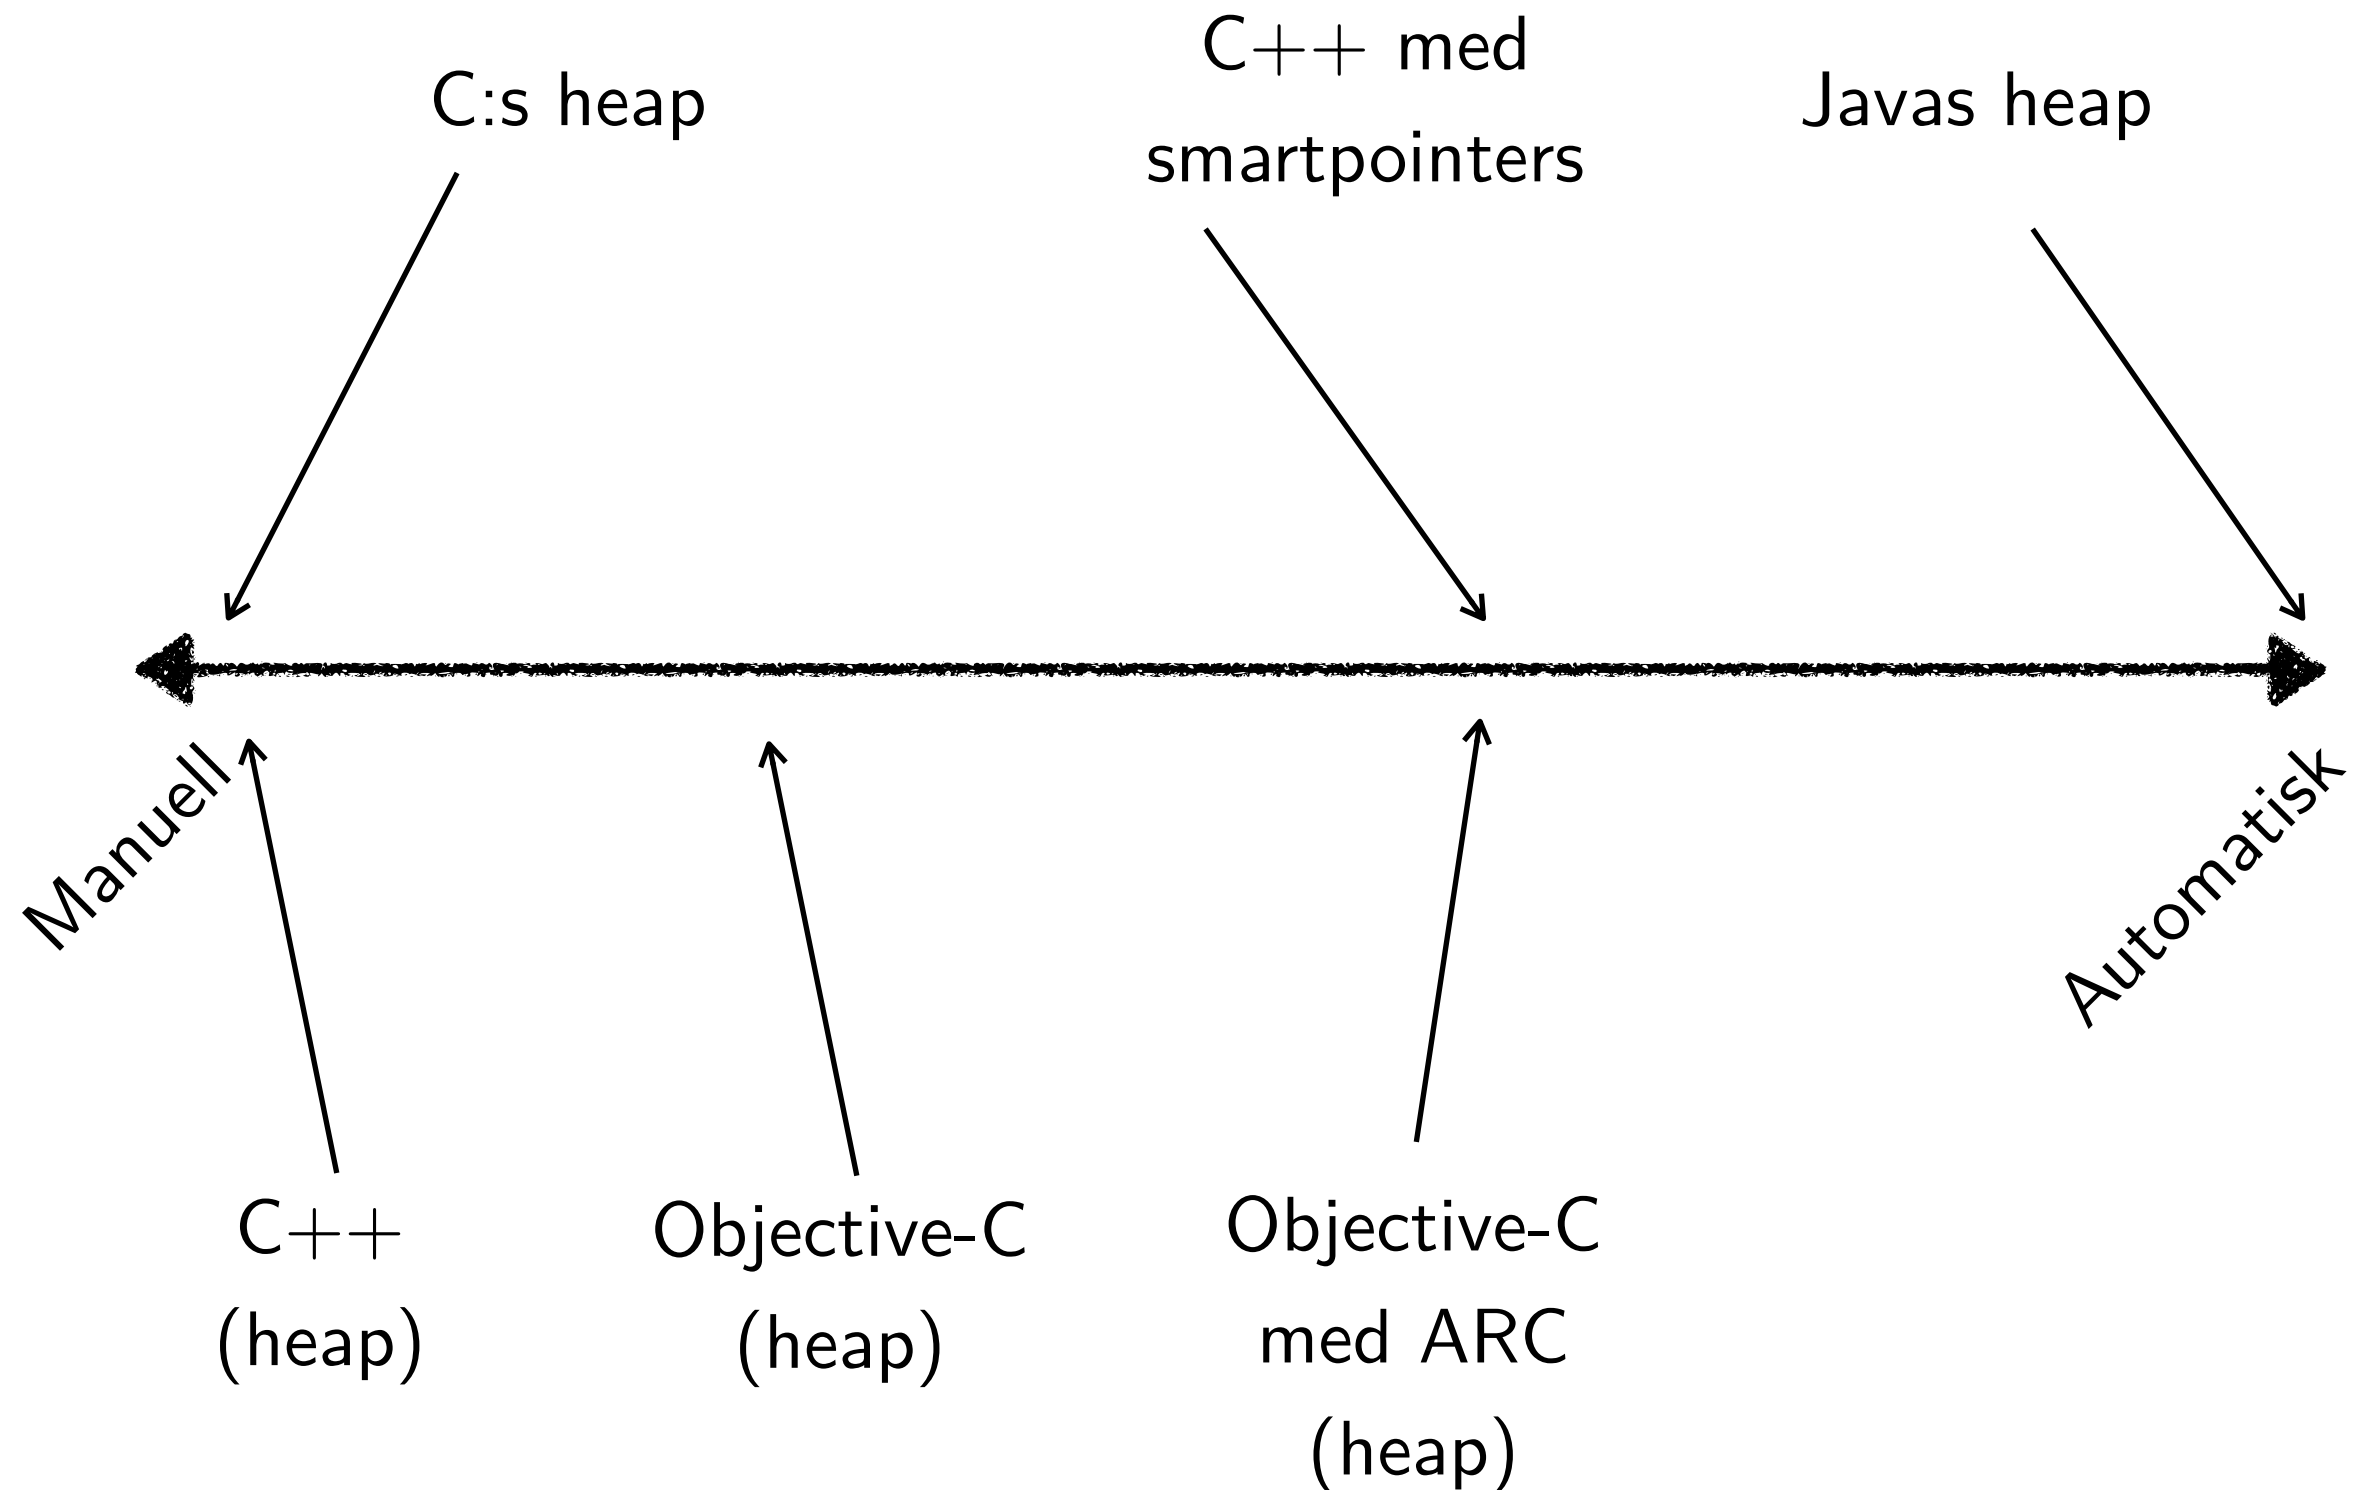 C:s heap
C++ med
smartpointers
Javas heap
Manuell
Automatisk
C++
(heap)
Objective-C
(heap)
Objective-C
med ARC
(heap)